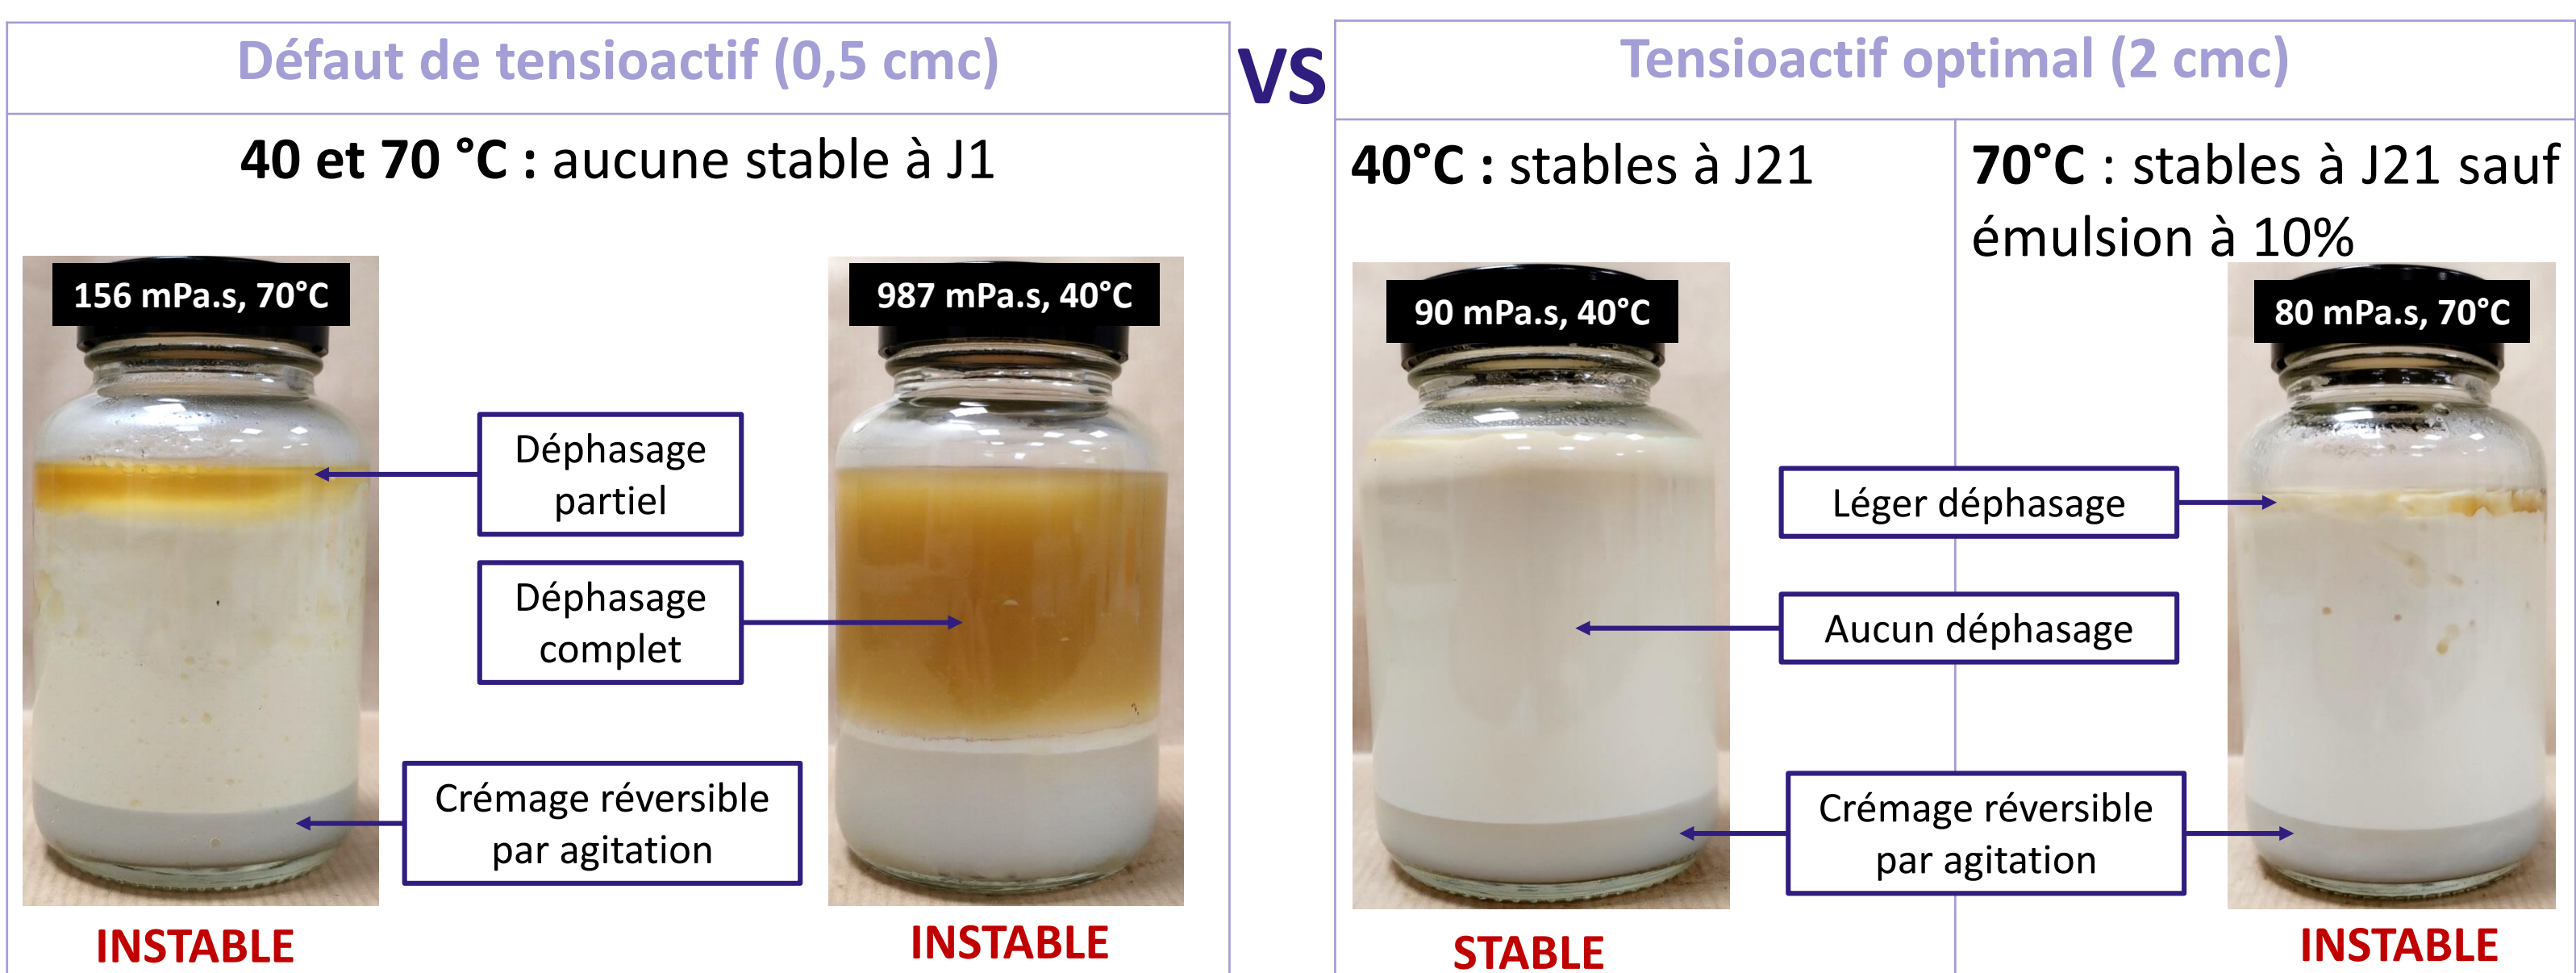 Défaut de tensioactif (0,5 cmc)
VS
Tensioactif optimal (2 cmc)
40 et 70 °C : aucune stable à J1
40°C : stables à J21
70°C : stables à J21 sauf
émulsion à 10%
156 mPa.s, 70°C
987 mPa.s, 40°C
90 mPa.s, 40°C
80 mPa.s, 70°C
Déphasage
partiel
Déphasage
complet
Crémage réversible
par agitation
Léger déphasage
Aucun déphasage
Crémage réversible
par agitation
INSTABLE
INSTABLE
STABLE
INSTABLE